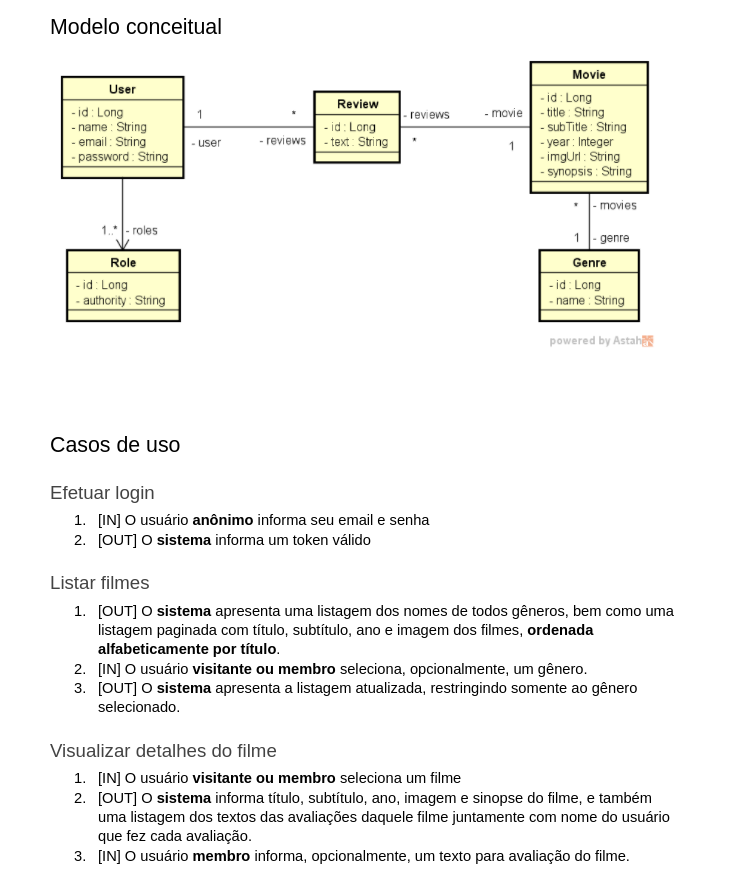 Modelo conceitual
User
- id : Long
- name : String
- email : String
- password : String
1
- user
*
- reviews
Review
- id : Long
- text : String
- reviews
*
- movie
1
Movie
- id : Long
- title : String
- subTitle : String
- year : Integer
- imgUrl : String
- synopsis : String
1..*
- roles
Role
- id : Long
- authority : String
*
- movies
1
- genre
Genre
- id : Long
- name : String
powered by Astah
Casos de uso
Efetuar login
1. [IN] O usuário anônimo informa seu email e senha
2. [OUT] O sistema informa um token válido
Listar filmes
1. [OUT] O sistema apresenta uma listagem dos nomes de todos gêneros, bem como uma
listagem paginada com título, subtítulo, ano e imagem dos filmes, ordenada
alfabeticamente por título.
2. [IN] O usuário visitante ou membro seleciona, opcionalmente, um gênero.
3. [OUT] O sistema apresenta a listagem atualizada, restringindo somente ao gênero
selecionado.
Visualizar detalhes do filme
1. [IN] O usuário visitante ou membro seleciona um filme
2. [OUT] O sistema informa título, subtítulo, ano, imagem e sinopse do filme, e também
uma listagem dos textos das avaliações daquele filme juntamente com nome do usuário
que fez cada avaliação.
3. [IN] O usuário membro informa, opcionalmente, um texto para avaliação do filme.